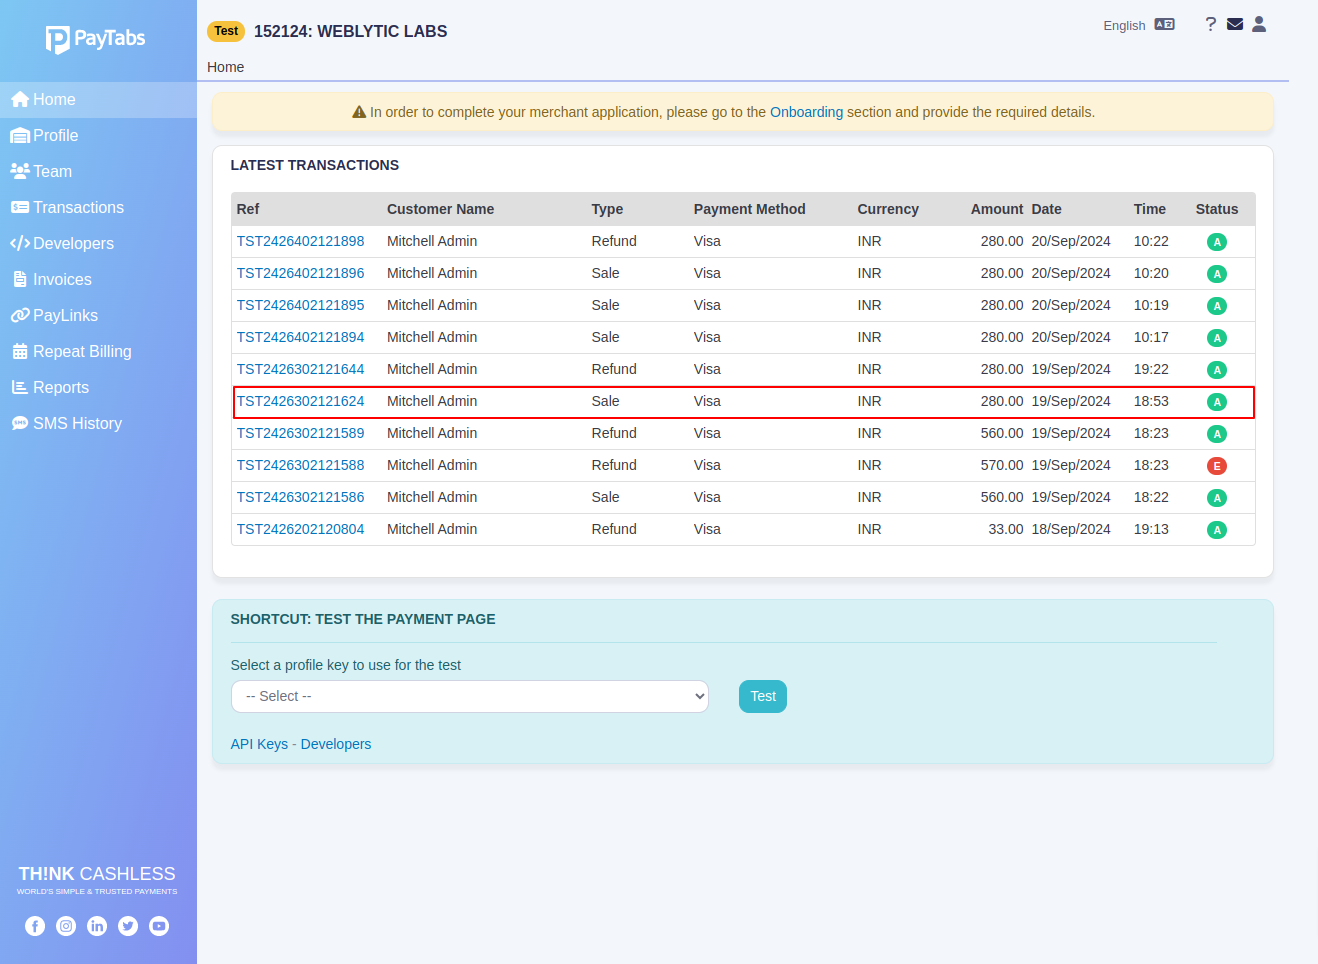 PayTabs
Test 152124: WEBLYTIC LABS
English
Home
Home
Profile
Team
Transactions
Developers
Invoices
PayLinks
Repeat Billing
Reports
SMS History
In order to complete your merchant application, please go to the Onboarding section and provide the required details.
LATEST TRANSACTIONS
Ref Customer Name Type Payment Method Currency Amount Date Time Status
TST2426402121898 Mitchell Admin Refund Visa INR 280.00 20/Sep/2024 10:22 A
TST2426402121896 Mitchell Admin Sale Visa INR 280.00 20/Sep/2024 10:20 A
TST2426402121895 Mitchell Admin Sale Visa INR 280.00 20/Sep/2024 10:19 A
TST2426402121894 Mitchell Admin Sale Visa INR 280.00 20/Sep/2024 10:17 A
TST2426302121644 Mitchell Admin Refund Visa INR 280.00 19/Sep/2024 19:22 A
TST2426302121624 Mitchell Admin Sale Visa INR 280.00 19/Sep/2024 18:53 A
TST2426302121589 Mitchell Admin Refund Visa INR 560.00 19/Sep/2024 18:23 A
TST2426302121588 Mitchell Admin Refund Visa INR 570.00 19/Sep/2024 18:23 E
TST2426302121586 Mitchell Admin Sale Visa INR 560.00 19/Sep/2024 18:22 A
TST2426202120804 Mitchell Admin Refund Visa INR 33.00 18/Sep/2024 19:13 A
SHORTCUT: TEST THE PAYMENT PAGE
Select a profile key to use for the test
-- Select --
Test
API Keys - Developers
TH!NK CASHLESS
WORLD'S SIMPLE & TRUSTED PAYMENTS